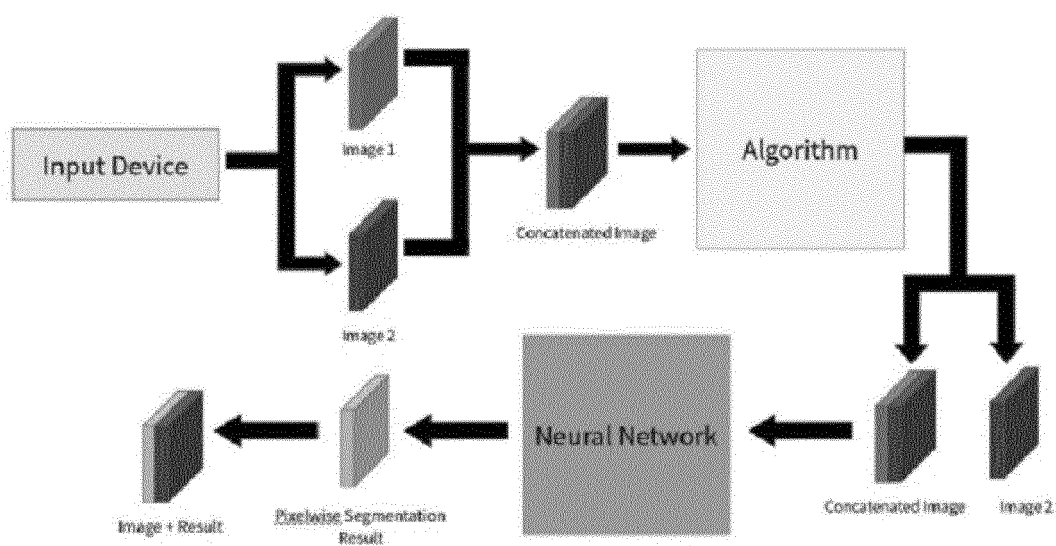 Input Device
Image 1
Image 2
Concatenated Image
Algorithm
Concatenated Image
Image 2
Neural Network
Pixelwise Segmentation
Result
Image + Result